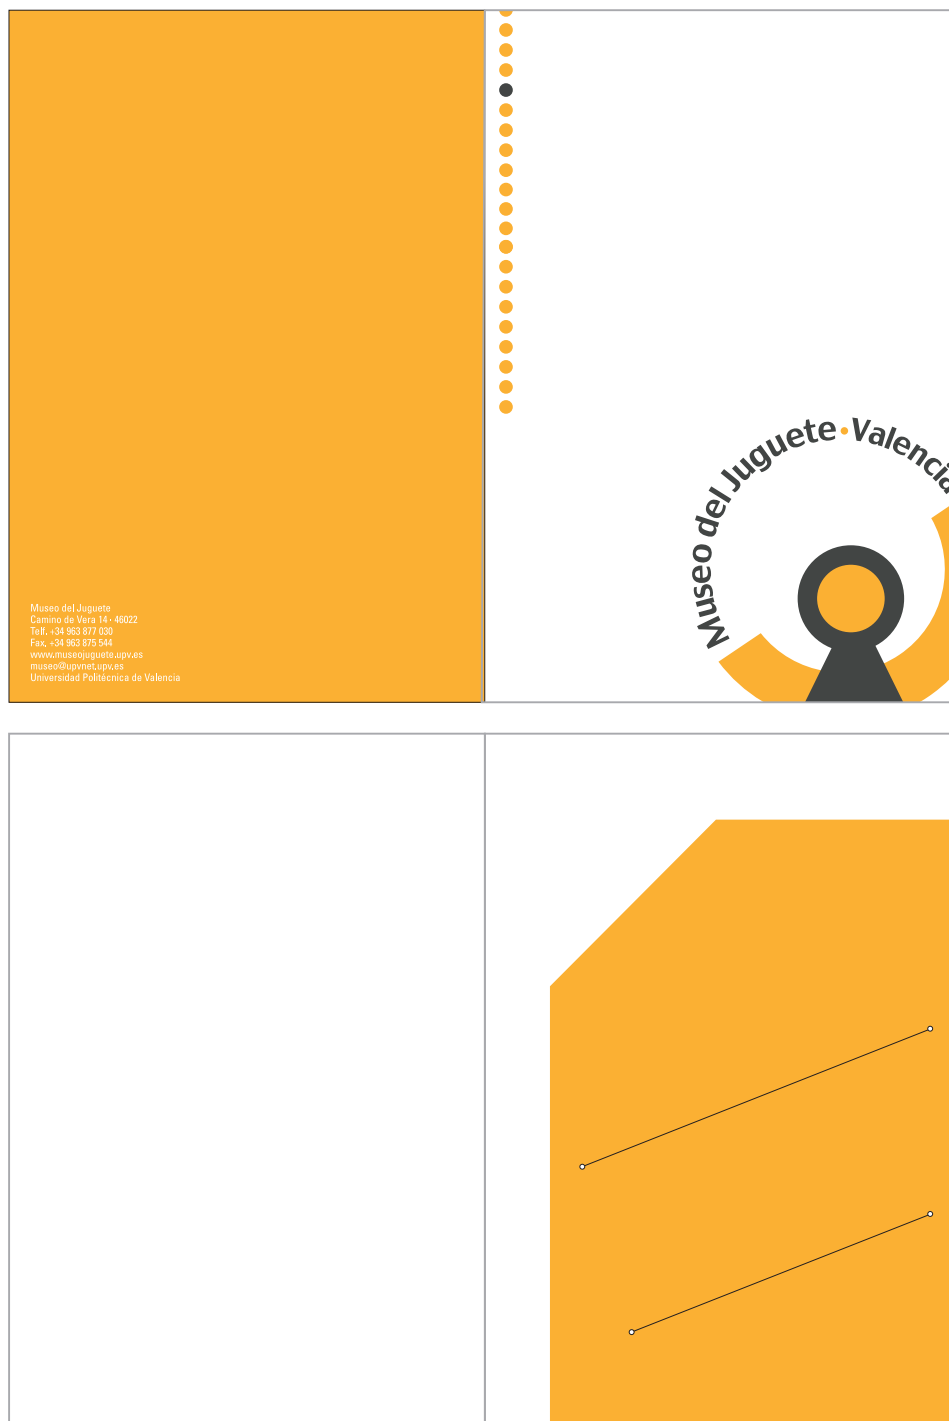 Museo del Juguete · Valencia
Museo del Juguete
Camino de Vera 14 · 46022
Telf. +34 963 877 030
Fax. +34 963 875 544
www.museojuguete.upv.es
museo@upvnet.upv.es
Universidad Politécnica de Valencia